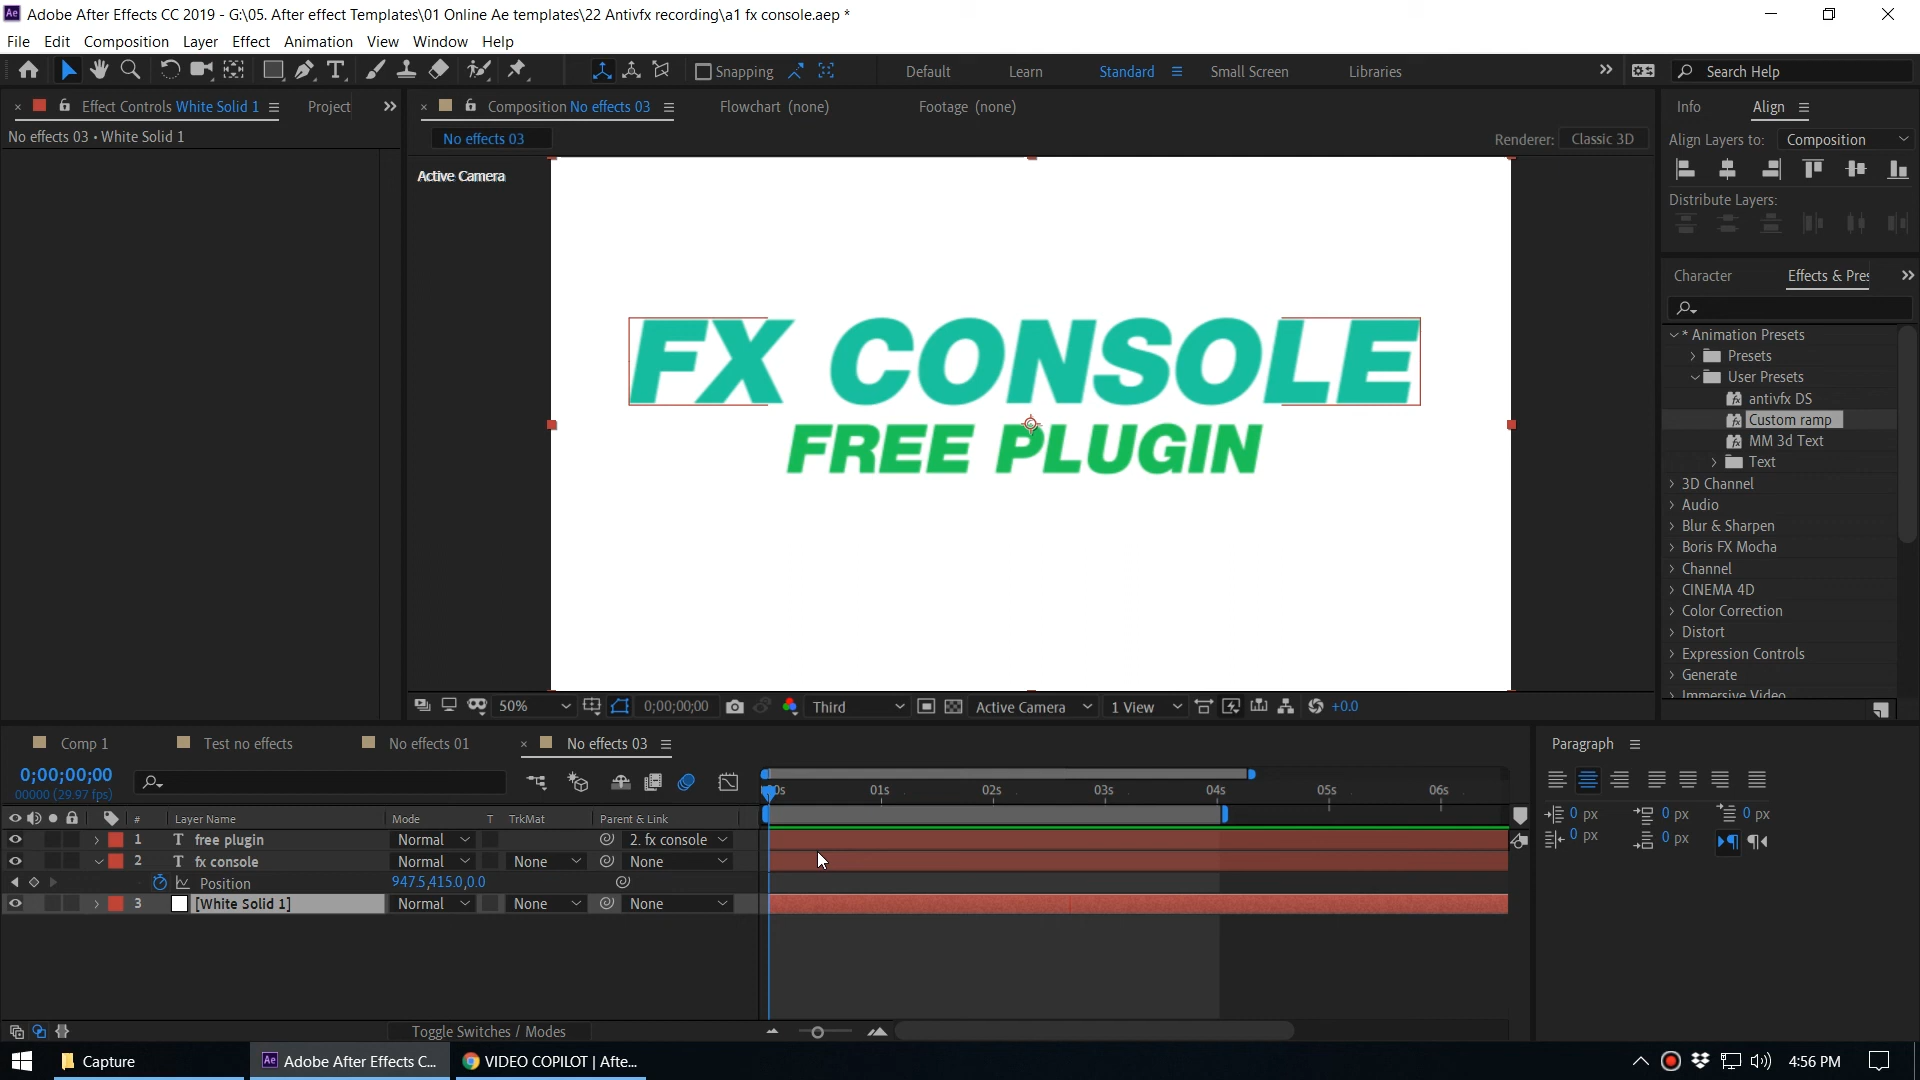 Adobe After Effects CC 2019 - G:\05. After effect Templates\01 Online Ae templates\22 Antivfx recording\a1 fx console.aep *
File Edit Composition Layer Effect Animation View Window Help
Snapping Default Learn Standard Small Screen Libraries Search Help
Effect Controls White Solid 1 Project Composition No effects 03 Flowchart (none) Footage (none) Info Align
No effects 03 • White Solid 1
No effects 03 Renderer: Classic 3D
Align Layers to: Composition
Active Camera
Distribute Layers:
Character Effects & Pres
FX CONSOLE
FREE PLUGIN
* Animation Presets
Presets
User Presets
antivfx DS
Custom ramp
MM 3d Text
Text
3D Channel
Audio
Blur & Sharpen
Boris FX Mocha
Channel
CINEMA 4D
Color Correction
Distort
Expression Controls
Generate
Immersive Video
50% 0;00;00;00 Third Active Camera 1 View +0.0
Comp 1 Test no effects No effects 01 No effects 03
Paragraph
0;00;00;00
00000 (29.97 fps)
01s 02s 03s 04s 05s 06s
# Layer Name Mode T TrkMat Parent & Link
0 px 0 px 0 px
0 px 0 px
1 T free plugin Normal 2. fx console
2 T fx console Normal None None
Position 947.5,415.0,0.0
3 [White Solid 1] Normal None None
Toggle Switches / Modes
Capture Adobe After Effects C... VIDEO COPILOT | Afte... 4:56 PM